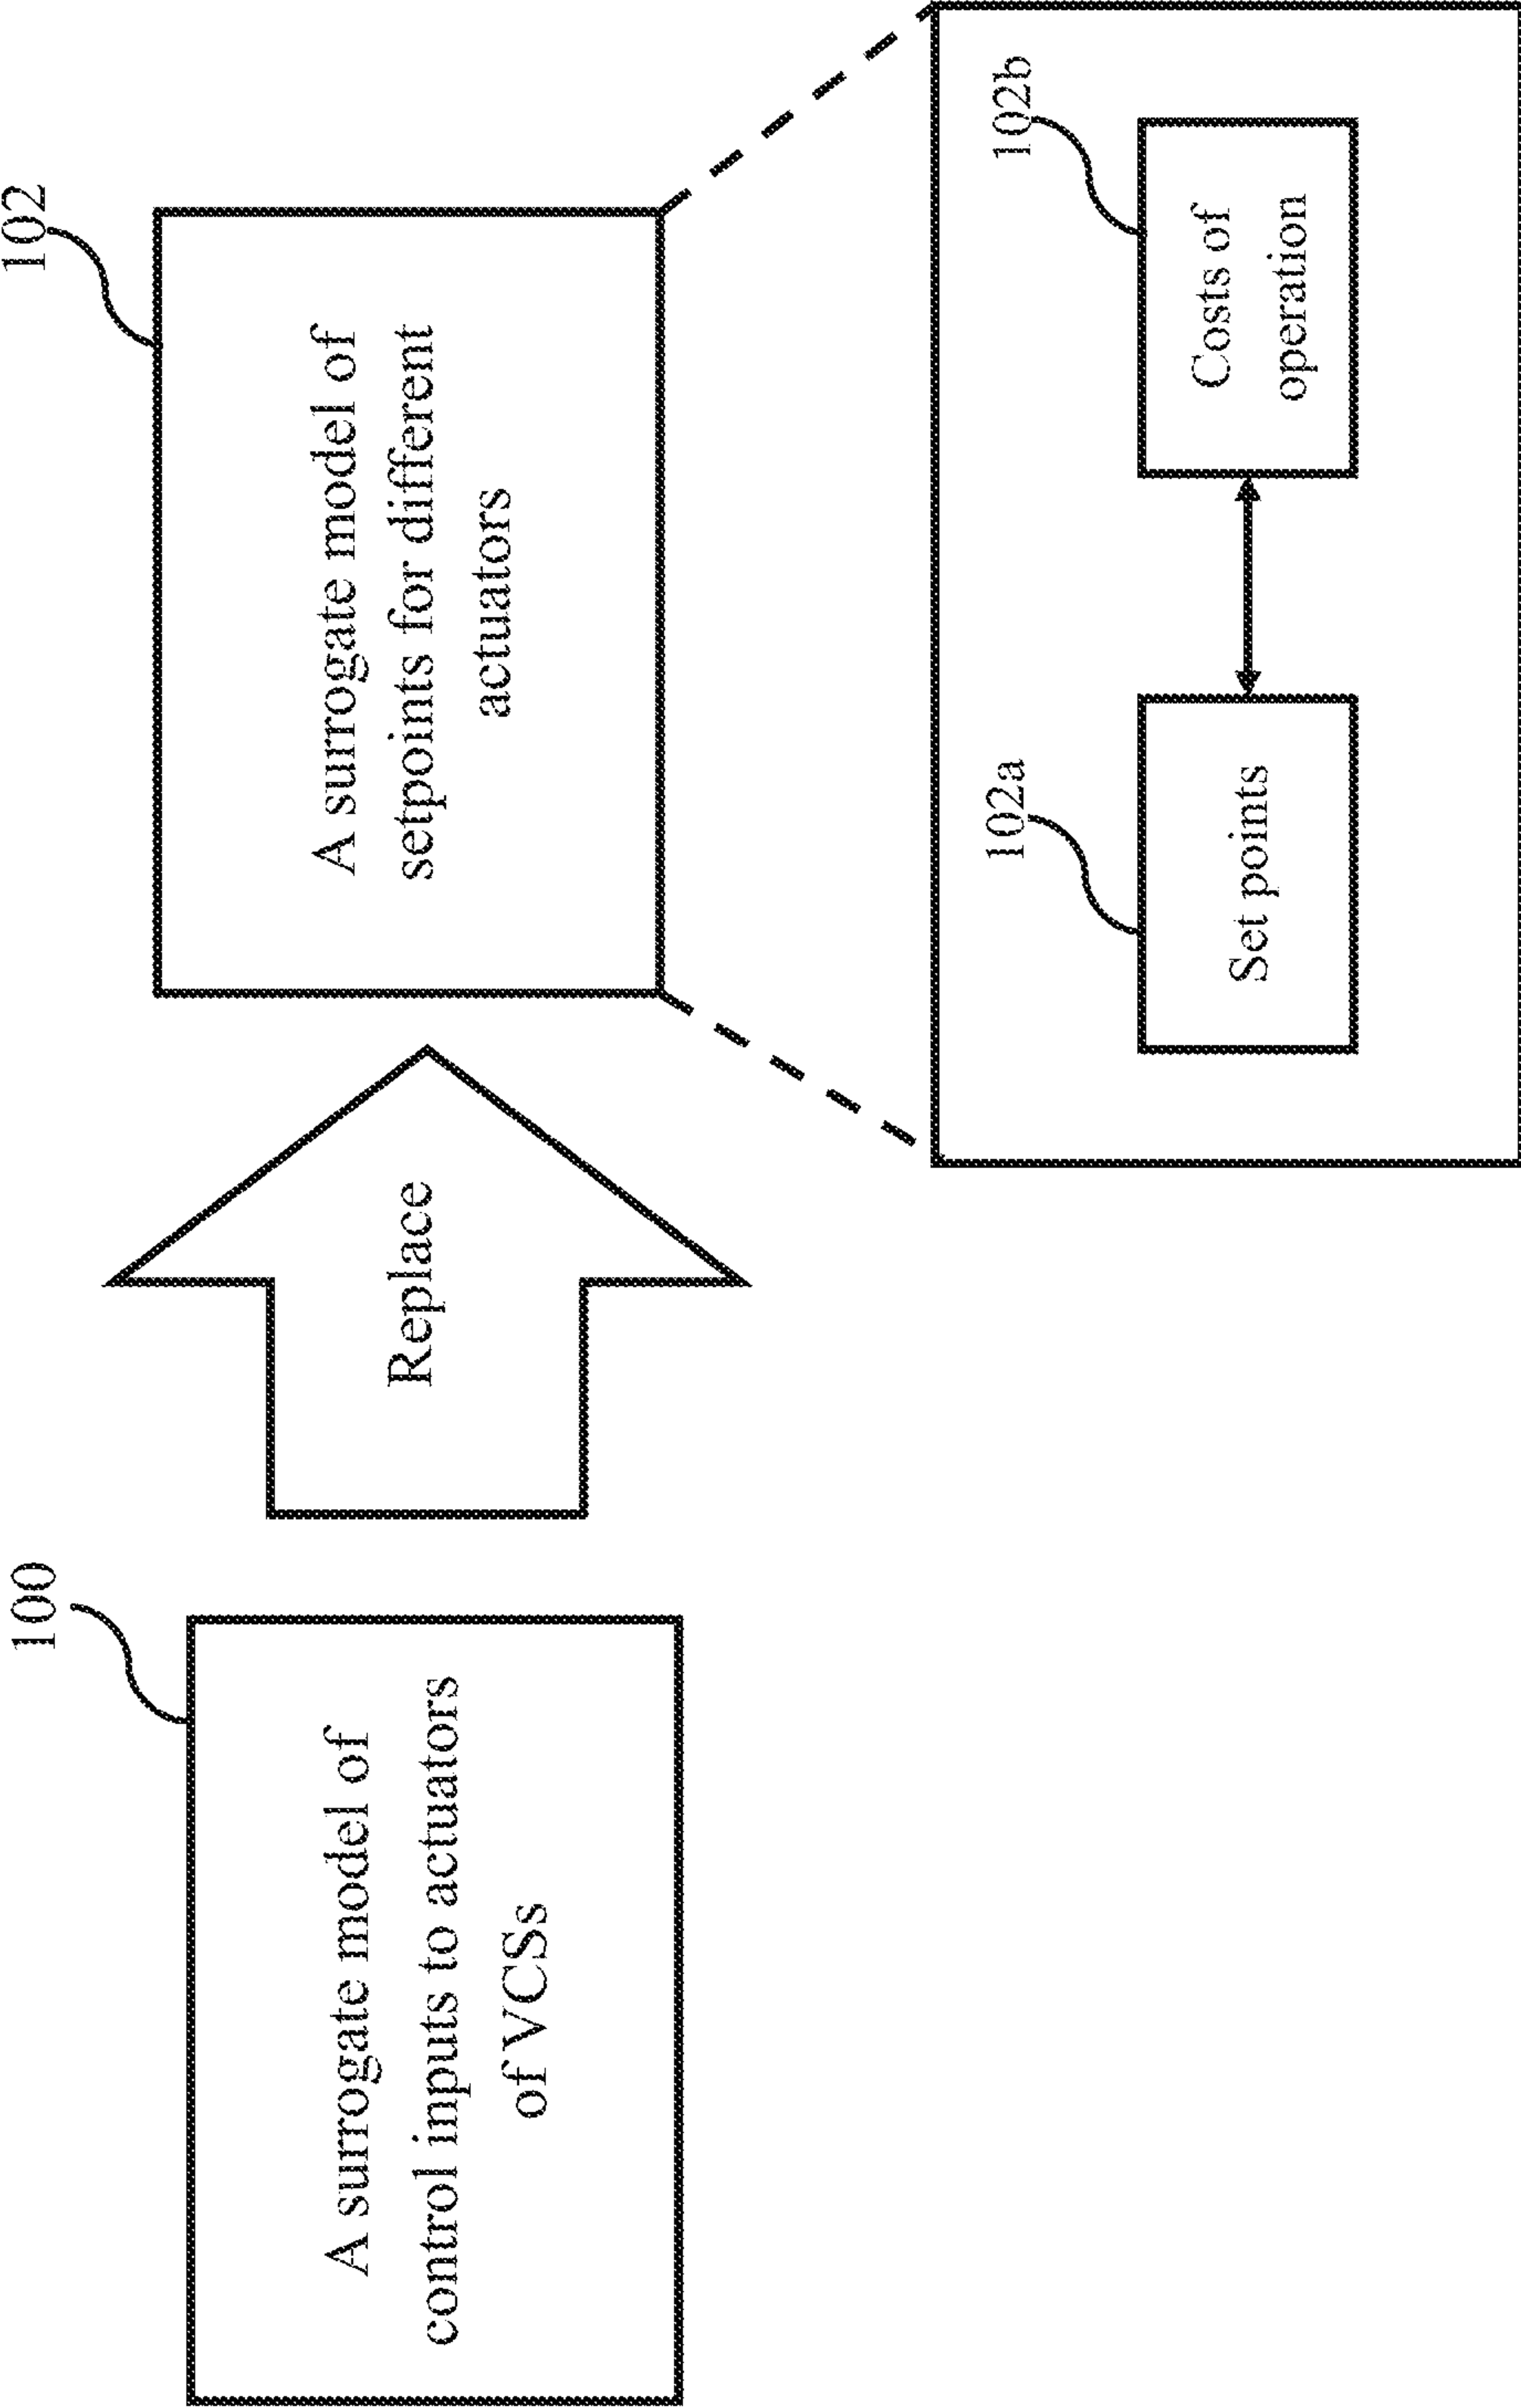 100
A surrogate model of
control inputs to actuators
of VCSs
Replace
102
A surrogate model of
setpoints for different
actuators
102a
Set points
102b
Costs of
operation